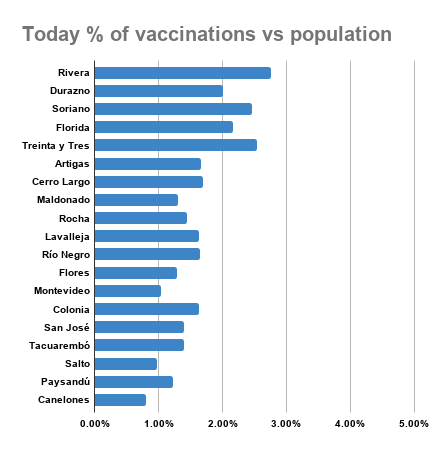 Today % of vaccinations vs population
Rivera
Durazno
Soriano
Florida
Treinta y Tres
Artigas
Cerro Largo
Maldonado
Rocha
Lavalleja
Río Negro
Flores
Montevideo
Colonia
San José
Tacuarembó
Salto
Paysandú
Canelones
0.00% 1.00% 2.00% 3.00% 4.00% 5.00%